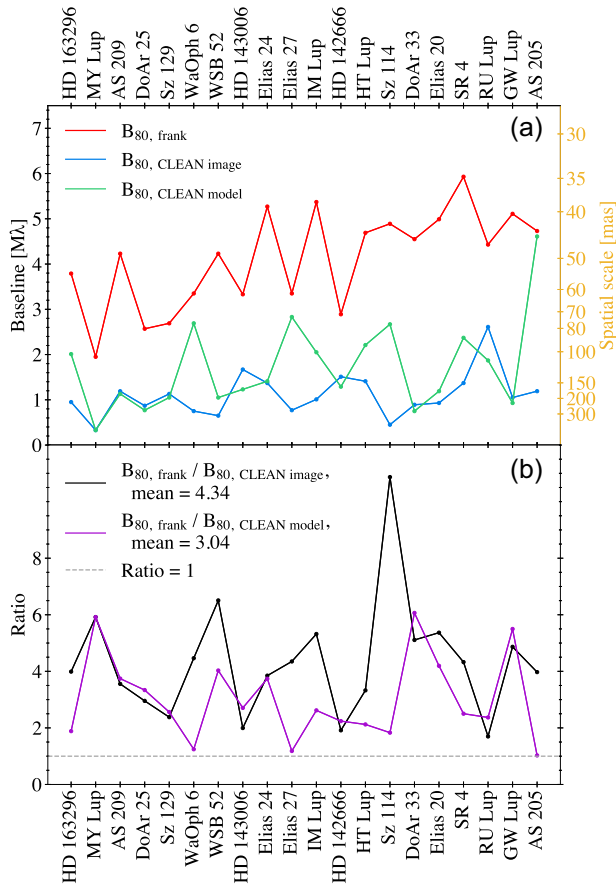 HD 163296
MY Lup
AS 209
DoAr 25
Sz 129
WaOph 6
WSB 52
HD 143006
Elias 24
Elias 27
IM Lup
HD 142666
HT Lup
Sz 114
DoAr 33
Elias 20
SR 4
RU Lup
GW Lup
AS 205
(a)
B80, frank
B80, CLEAN image
B80, CLEAN model
7
6
5
4
3
2
1
0
Baseline [Mλ]
30
35
40
50
60
70
80
100
150
200
300
Spatial scale [mas]
(b)
B80, frank / B80, CLEAN image,
mean = 4.34
B80, frank / B80, CLEAN model,
mean = 3.04
Ratio = 1
8
6
4
2
0
Ratio
HD 163296
MY Lup
AS 209
DoAr 25
Sz 129
WaOph 6
WSB 52
HD 143006
Elias 24
Elias 27
IM Lup
HD 142666
HT Lup
Sz 114
DoAr 33
Elias 20
SR 4
RU Lup
GW Lup
AS 205